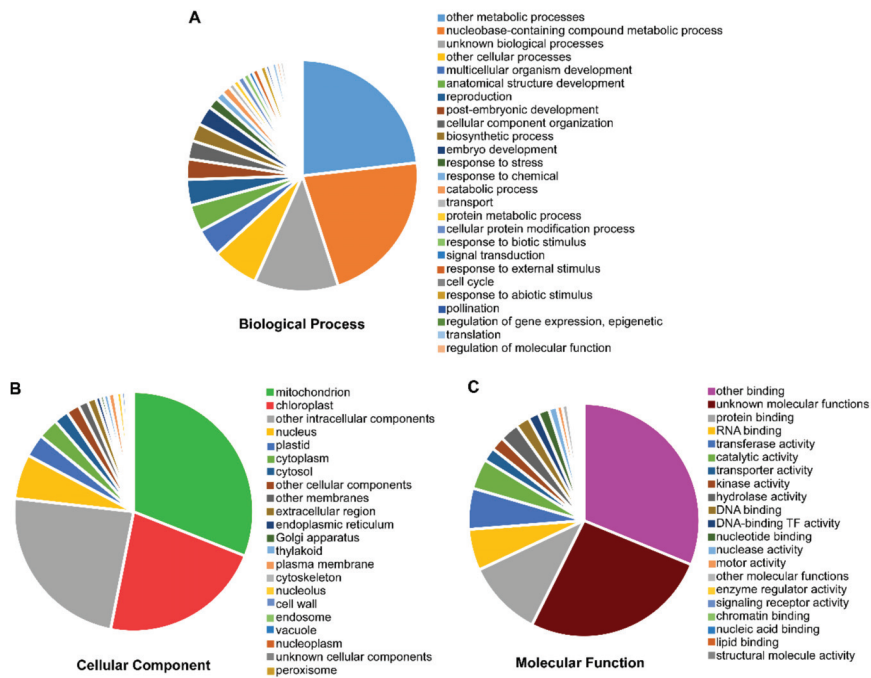 A
other metabolic processes
nucleobase-containing compound metabolic process
unknown biological processes
other cellular processes
multicellular organism development
anatomical structure development
reproduction
post-embryonic development
cellular component organization
biosynthetic process
embryo development
response to stress
response to chemical
catabolic process
transport
protein metabolic process
cellular protein modification process
response to biotic stimulus
signal transduction
response to external stimulus
cell cycle
response to abiotic stimulus
pollination
regulation of gene expression, epigenetic
translation
regulation of molecular function
Biological Process
B
mitochondrion
chloroplast
other intracellular components
nucleus
plastid
cytoplasm
cytosol
other cellular components
other membranes
extracellular region
endoplasmic reticulum
Golgi apparatus
thylakoid
plasma membrane
cytoskeleton
nucleolus
cell wall
endosome
vacuole
nucleoplasm
unknown cellular components
peroxisome
Cellular Component
C
other binding
unknown molecular functions
protein binding
RNA binding
transferase activity
catalytic activity
transporter activity
kinase activity
hydrolase activity
DNA binding
DNA-binding TF activity
nucleotide binding
nuclease activity
motor activity
other molecular functions
enzyme regulator activity
signaling receptor activity
chromatin binding
nucleic acid binding
lipid binding
structural molecule activity
Molecular Function